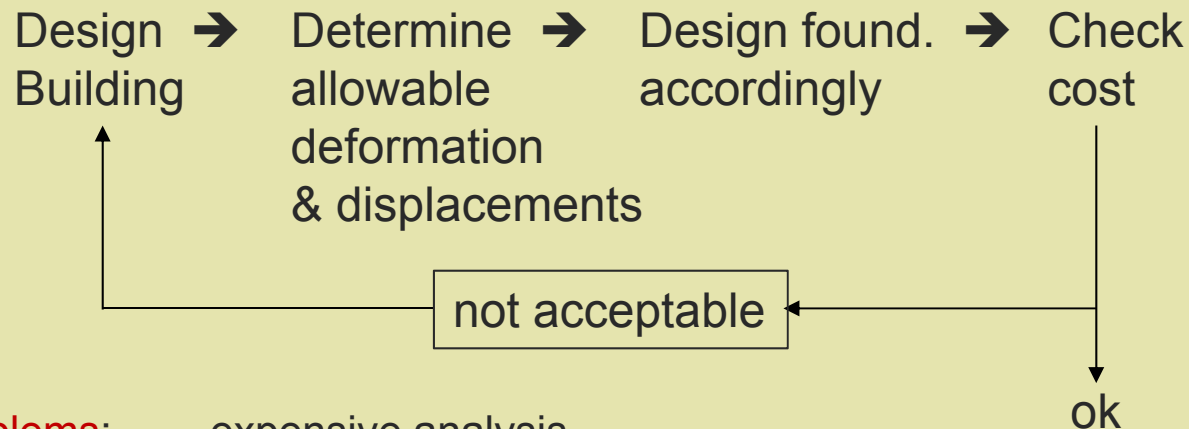 Design ➔ Determine ➔ Design found. ➔ Check
Building allowable accordingly cost
deformation
& displacements
not acceptable
ok
expensive analysis